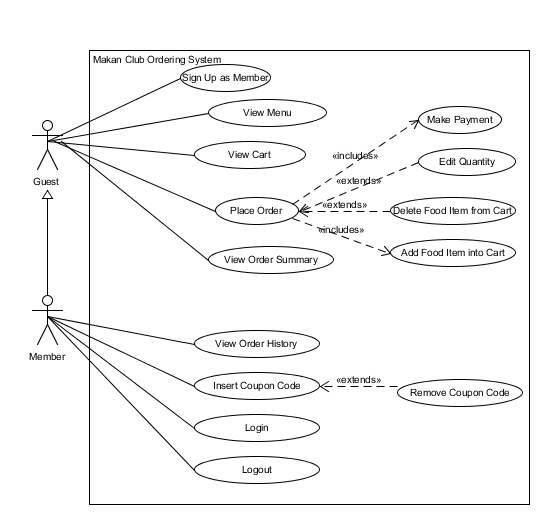 Makan Club Ordering System
Sign Up as Member
View Menu
Make Payment
View Cart
«includes»
Edit Quantity
«extends»
Guest
Place Order
«extends»
Delete Food Item from Cart
«includes»
Add Food Item into Cart
View Order Summary
View Order History
Member
Insert Coupon Code
«extends»
Remove Coupon Code
Login
Logout